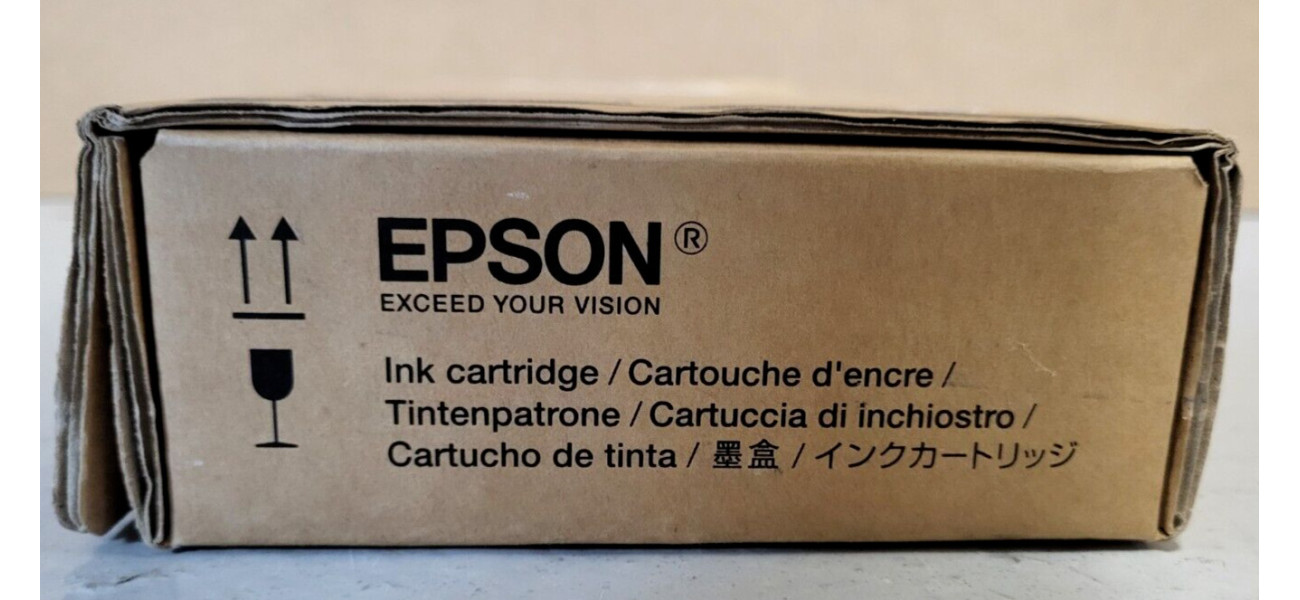 EPSON®
EXCEED YOUR VISION
Ink cartridge / Cartouche d'encre /
Tintenpatrone / Cartuccia di inchiostro /
Cartucho de tinta / 墨盒 / インクカートリッジ